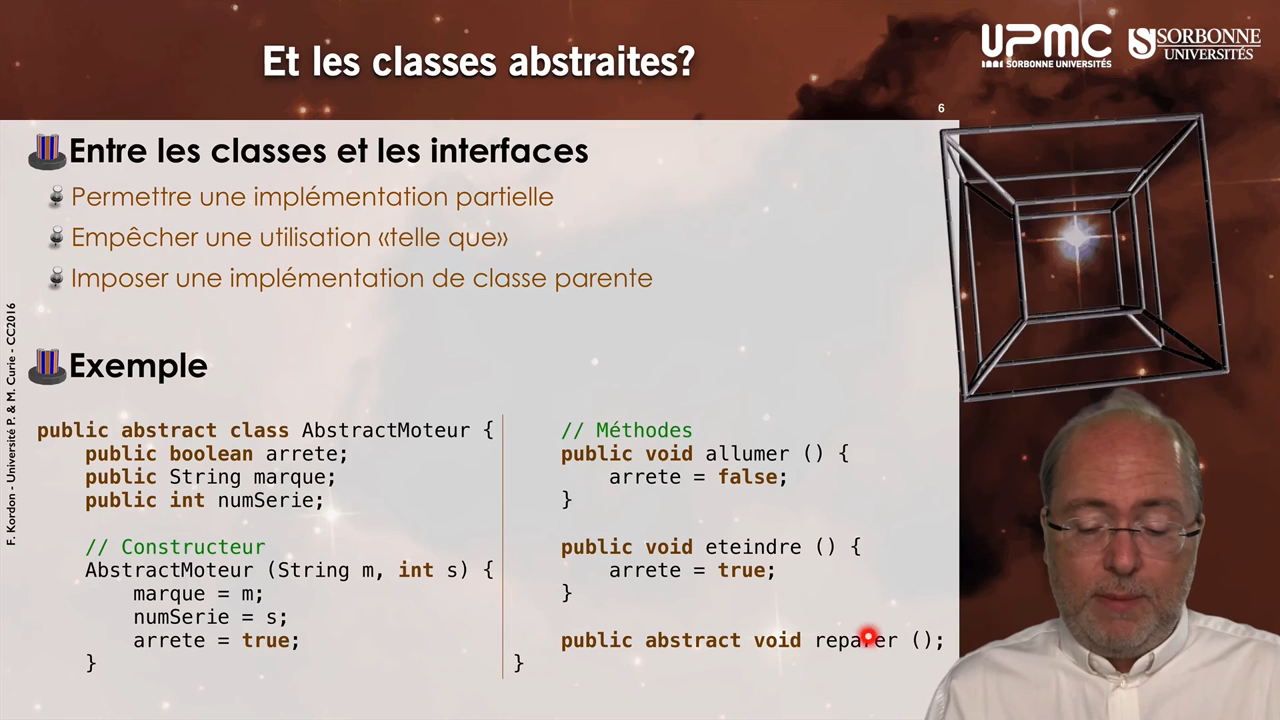 Et les classes abstraites?
UPMC
SORBONNE UNIVERSITÉS
SORBONNE
UNIVERSITÉS
6
Entre les classes et les interfaces
Permettre une implémentation partielle
Empêcher une utilisation «telle que»
Imposer une implémentation de classe parente
Exemple
public abstract class AbstractMoteur {
public boolean arrete;
public String marque;
public int numSerie;
// Constructeur
AbstractMoteur (String m, int s) {
marque = m;
numSerie = s;
arrete = true;
}
// Méthodes
public void allumer () {
arrete = false;
}
public void eteindre () {
arrete = true;
}
public abstract void reparer ();
}
F. Kordon - Université P. & M. Curie - CC2016